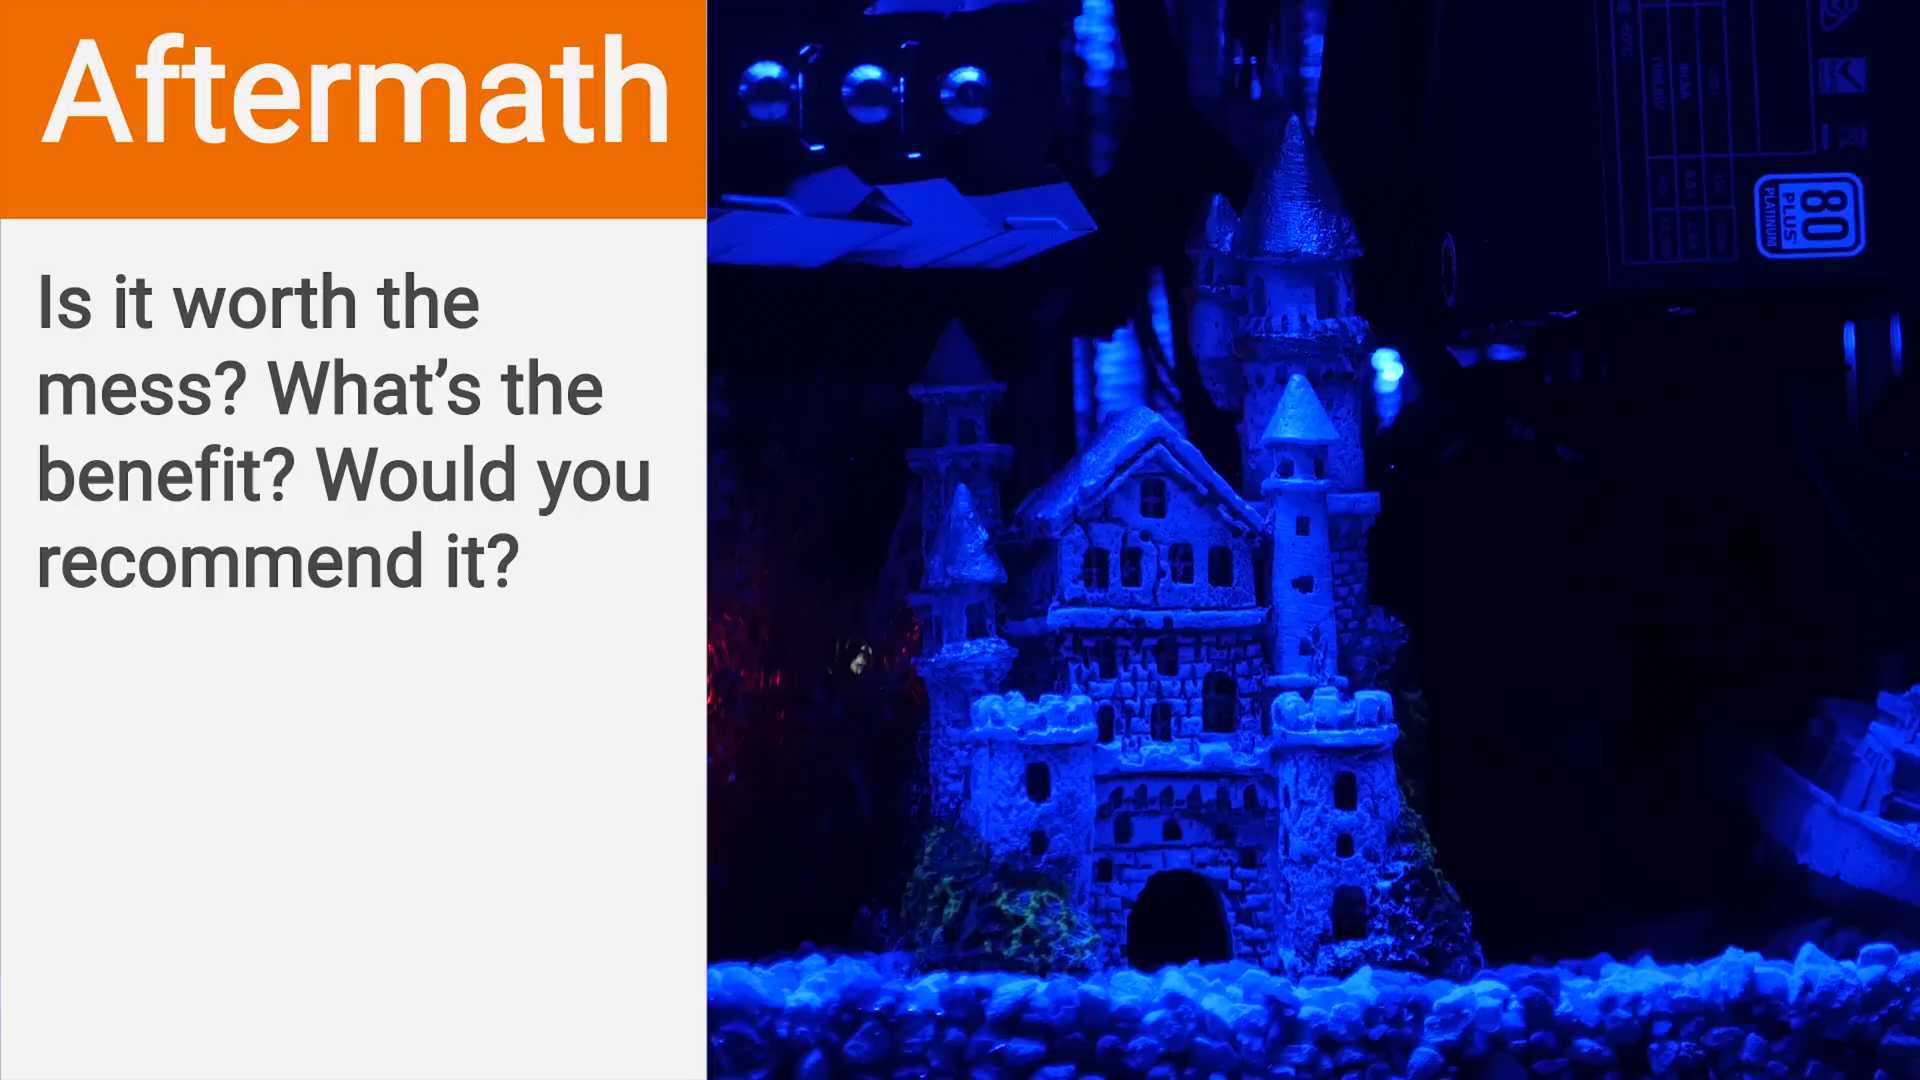 Aftermath
Is it worth the
mess? What’s the
benefit? Would you
recommend it?
80
PLUS
PLATINUM